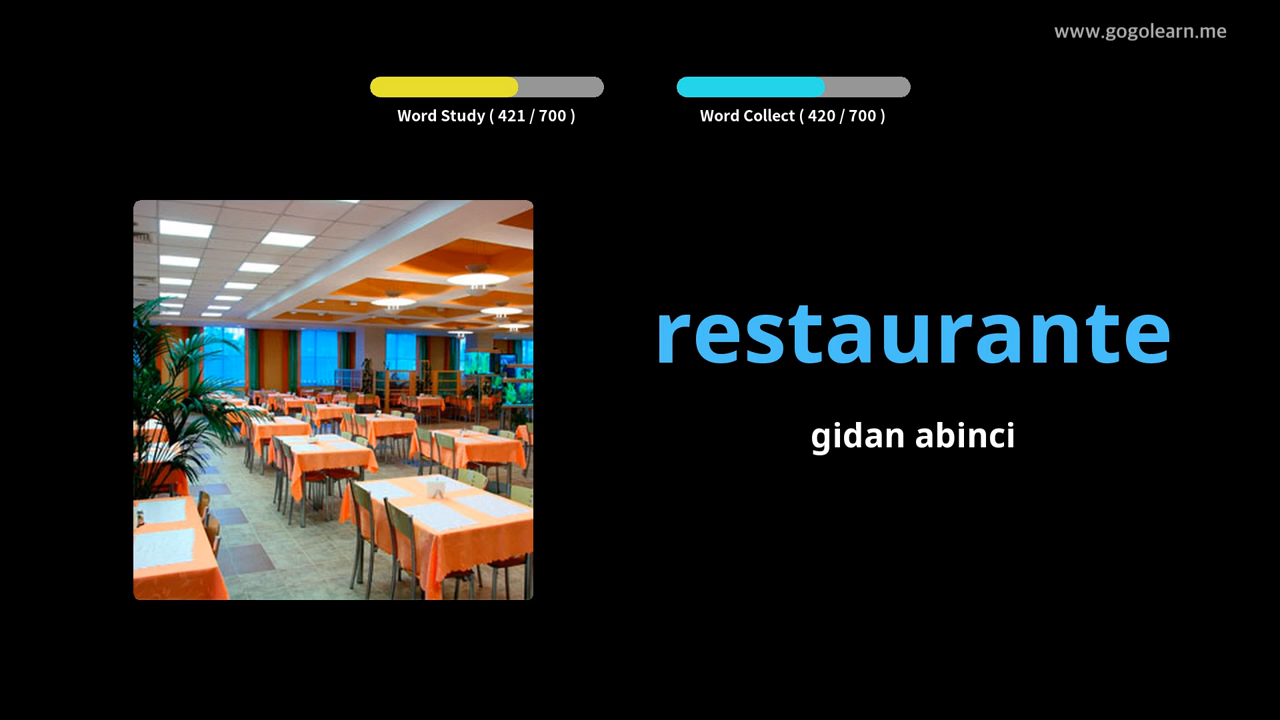 www.gogolearn.me
Word Study ( 421 / 700 )
Word Collect ( 420 / 700 )
restaurante
gidan abinci